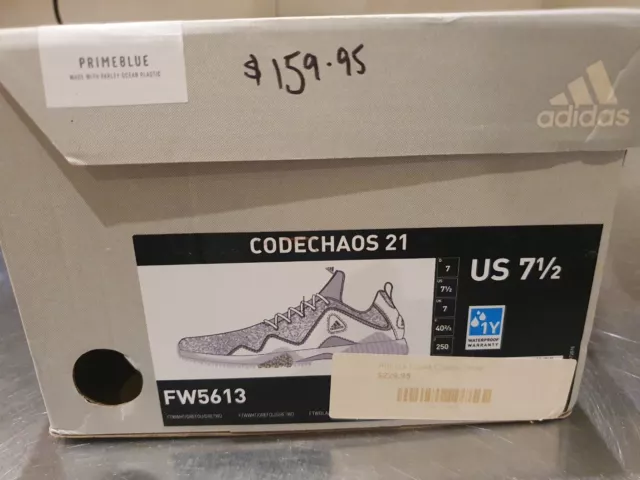 PRIMEBLUE
MADE WITH PARLEY OCEAN PLASTIC
$159.95
adidas
CODECHAOS 21
7
7½
7
40⅔
250
US 7½
1Y
WATERPROOF
WARRANTY
FW5613